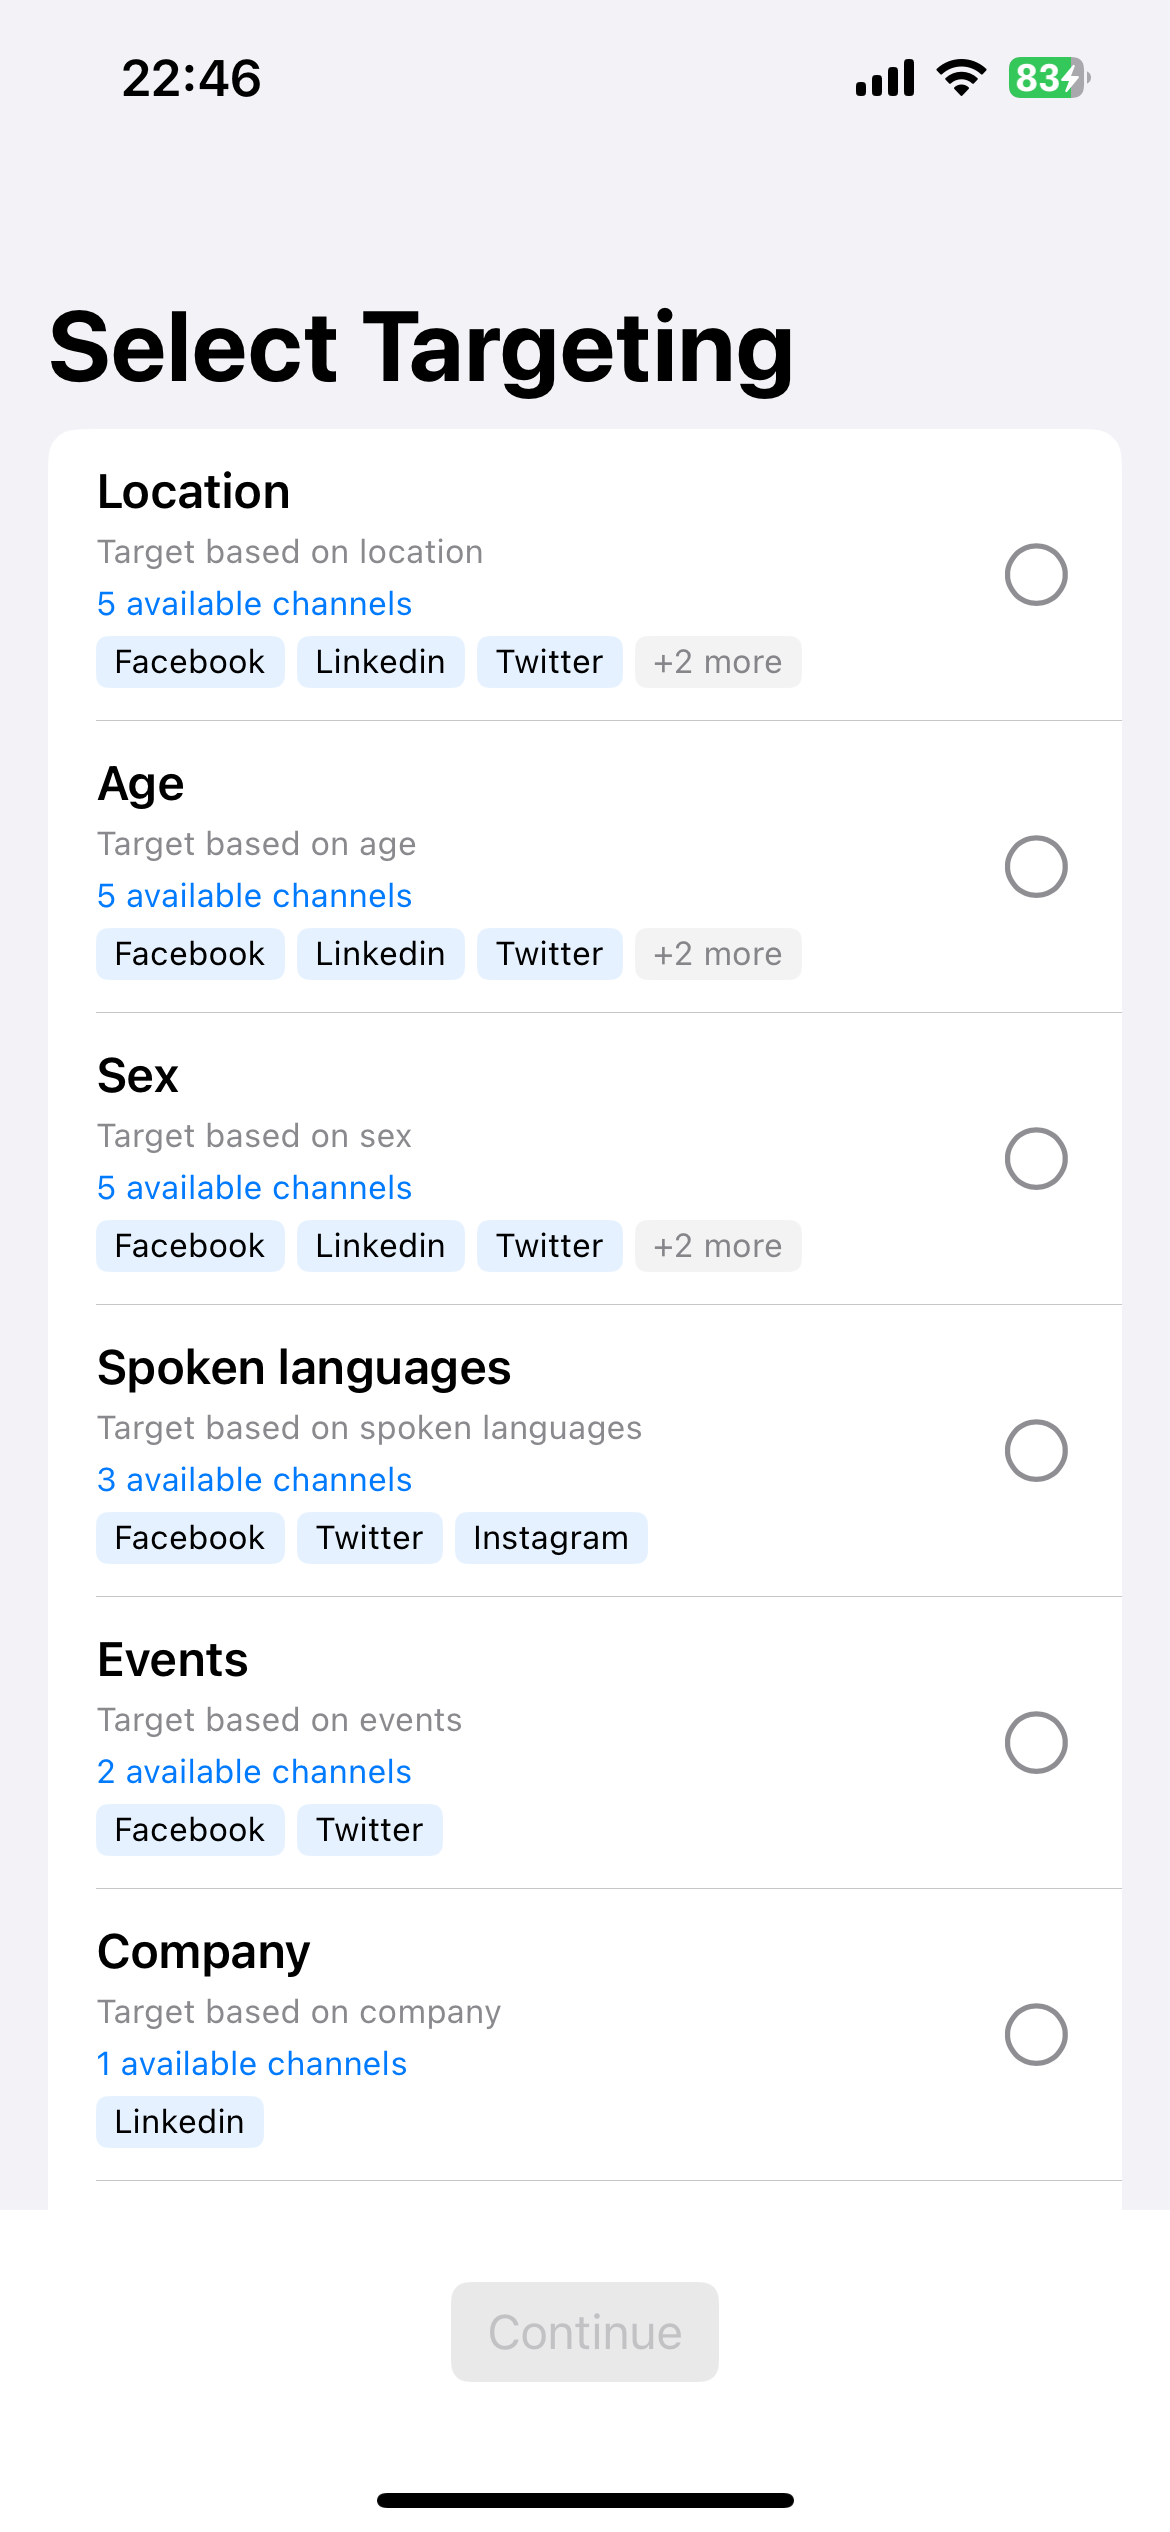 22:46
83
Select Targeting
Location
Target based on location
5 available channels
Facebook Linkedin Twitter +2 more
Age
Target based on age
5 available channels
Facebook Linkedin Twitter +2 more
Sex
Target based on sex
5 available channels
Facebook Linkedin Twitter +2 more
Spoken languages
Target based on spoken languages
3 available channels
Facebook Twitter Instagram
Events
Target based on events
2 available channels
Facebook Twitter
Company
Target based on company
1 available channels
Linkedin
Continue